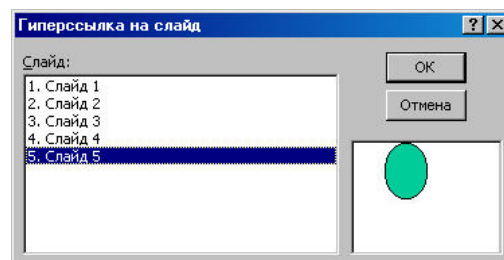 Гиперссылка на слайд
Слайд:
1. Слайд 1
2. Слайд 2
3. Слайд 3
4. Слайд 4
5. Слайд 5
ОК
Отмена